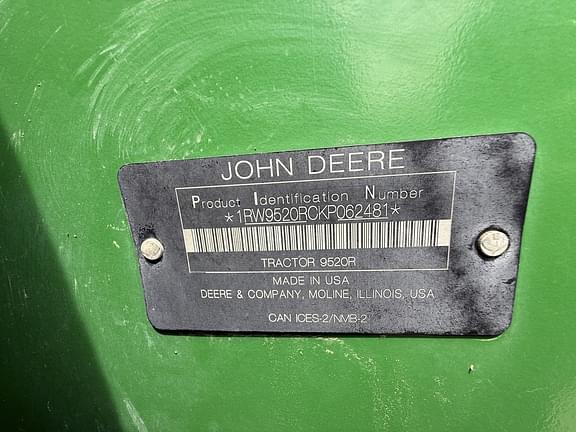 JOHN DEERE
Product Identification Number
*1RW9520RCKP062481*
TRACTOR 9520R
MADE IN USA
DEERE & COMPANY, MOLINE, ILLINOIS, USA
CAN ICES-2/NMB-2